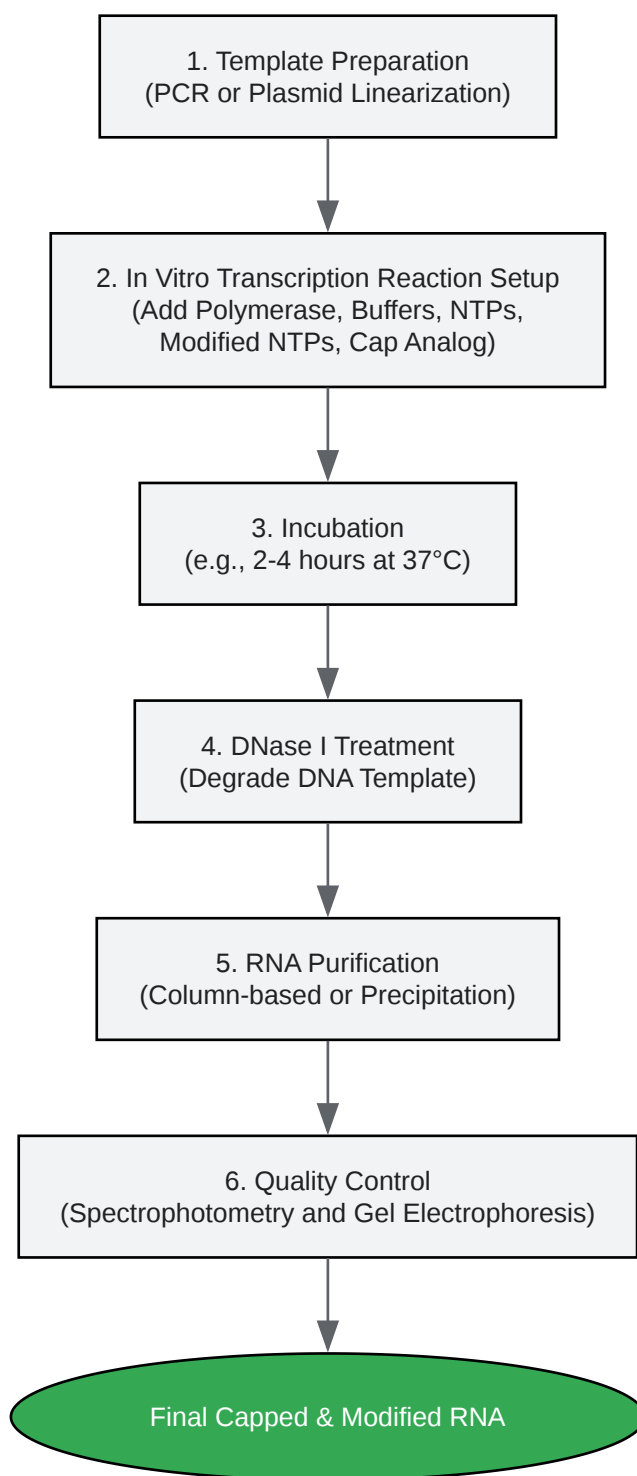 1. Template Preparation
(PCR or Plasmid Linearization)
2. In Vitro Transcription Reaction Setup
(Add Polymerase, Buffers, NTPs,
Modified NTPs, Cap Analog)
3. Incubation
(e.g., 2-4 hours at 37°C)
4. DNase I Treatment
(Degrade DNA Template)
5. RNA Purification
(Column-based or Precipitation)
6. Quality Control
(Spectrophotometry and Gel Electrophoresis)
Final Capped & Modified RNA